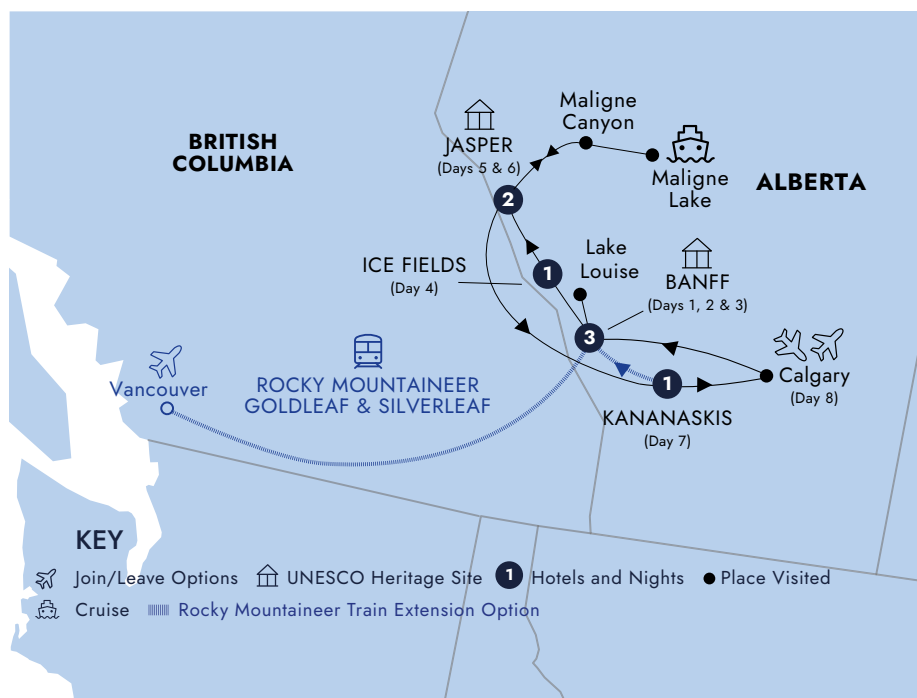 BRITISH
COLUMBIA
JASPER
(Days 5 & 6)
Maligne
Canyon
Maligne
Lake
ALBERTA
2
ICE FIELDS
(Day 4)
1
Lake
Louise
BANFF
(Days 1, 2 & 3)
3
Vancouver
ROCKY MOUNTAINEER
GOLDLEAF & SILVERLEAF
1
KANANASKIS
(Day 7)
Calgary
(Day 8)
KEY
Join/Leave Options
UNESCO Heritage Site
1
Hotels and Nights
Place Visited
Cruise
Rocky Mountaineer Train Extension Option